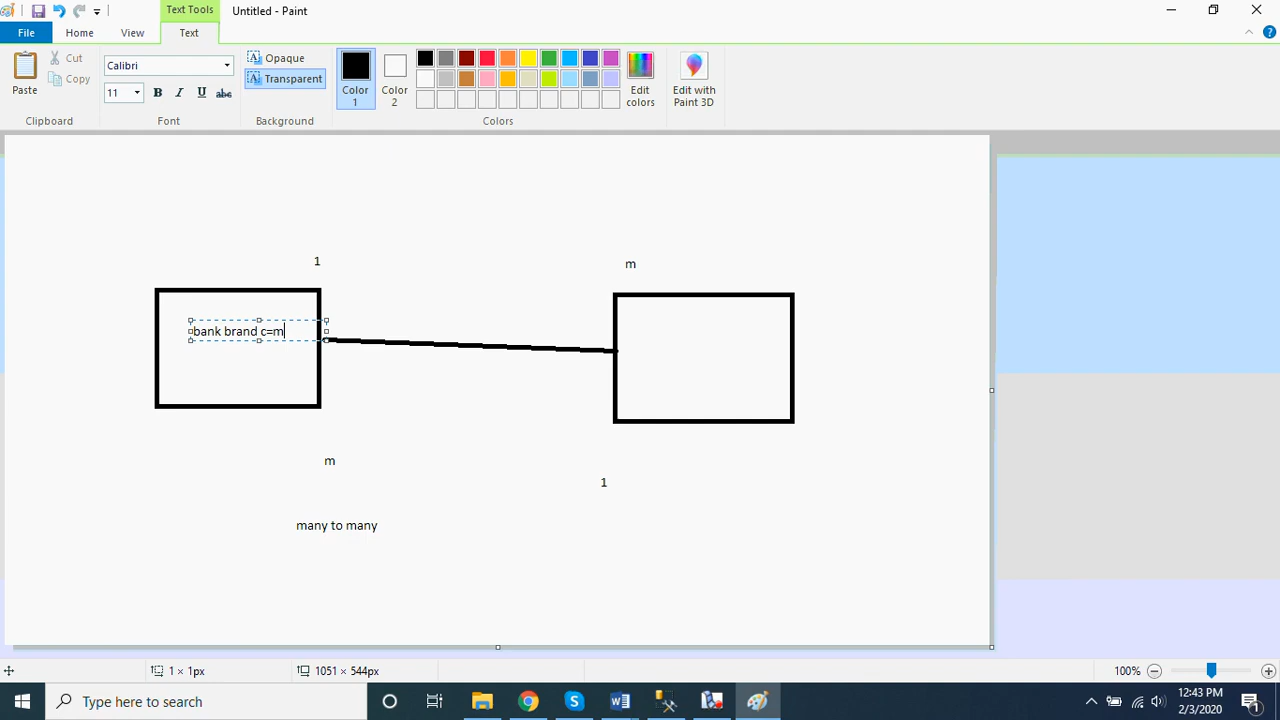 Text Tools
Untitled - Paint
File
Home
View
Text
Paste
Cut
Copy
Clipboard
Calibri
11
B I U abc
Font
Opaque
Transparent
Background
Color 1
Color 2
Edit colors
Colors
Edit with Paint 3D
1
m
bank brand c=m
m
1
many to many
1 × 1px
1051 × 544px
100%
Type here to search
12:43 PM
2/3/2020
1